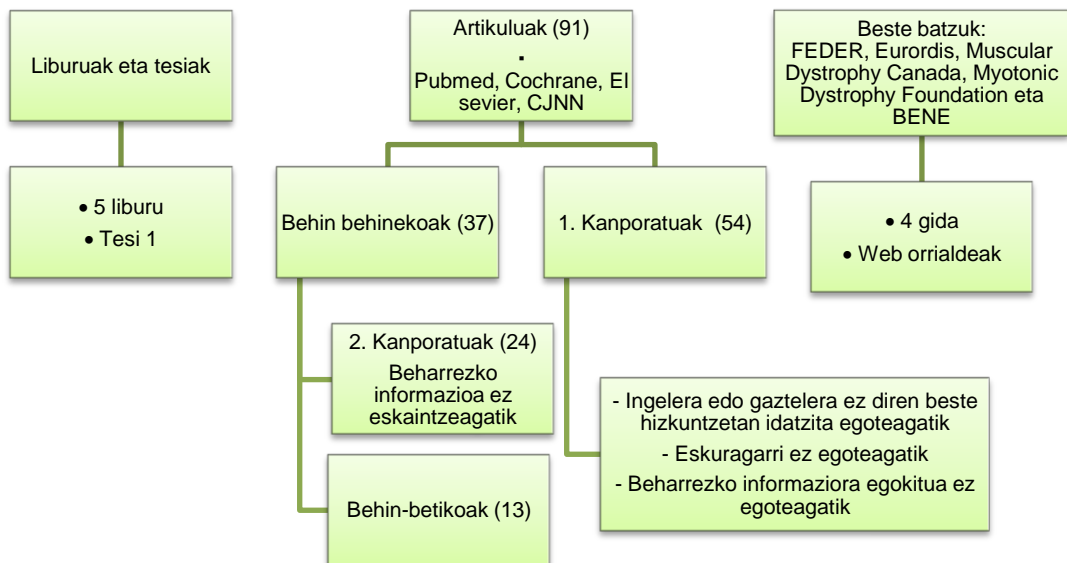 Liburuak eta tesiak
• 5 liburu
• Tesi 1
Artikuluak (91)
▪
Pubmed, Cochrane, El
sevier, CJNN
Behin behinekoak (37)
2. Kanporatuak (24)
Beharrezko
informazioa ez
eskaintzeagatik
Behin-betikoak (13)
1. Kanporatuak (54)
- Ingelera edo gaztelera ez diren beste
hizkuntzetan idatzita egoteagatik
- Eskuragarri ez egoteagatik
- Beharrezko informaziora egokitua ez
egoteagatik
Beste batzuk:
FEDER, Eurordis, Muscular
Dystrophy Canada, Myotonic
Dystrophy Foundation eta
BENE
• 4 gida
• Web orrialdeak